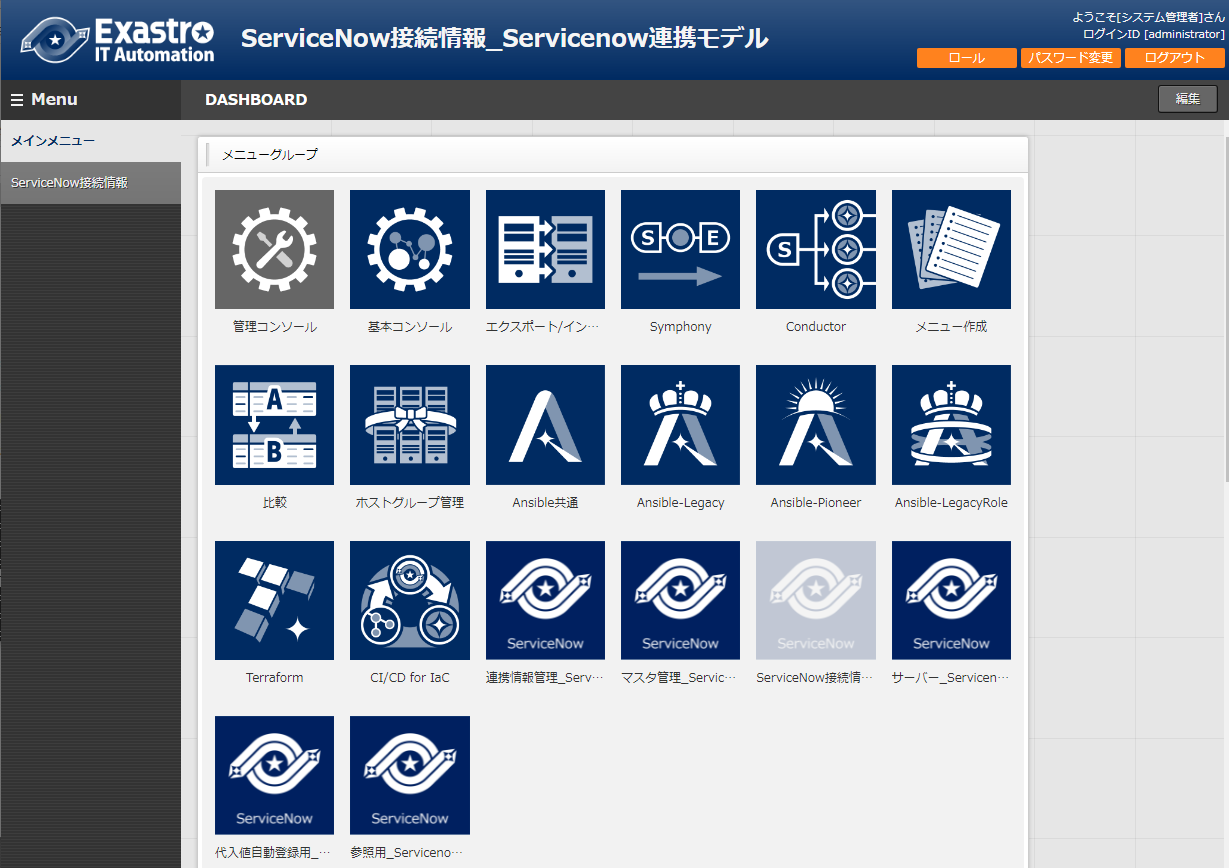 Exastro
IT Automation
ServiceNow接続情報_Servicenow連携モデル
ようこそ[システム管理者]さん
ログインID [administrator]
ロール
パスワード変更
ログアウト
Menu
DASHBOARD
編集
メインメニュー
ServiceNow接続情報
メニューグループ
S E
S
管理コンソール
基本コンソール
エクスポート/イン…
Symphony
Conductor
メニュー作成
A
B
比較
ホストグループ管理
Ansible共通
Ansible-Legacy
Ansible-Pioneer
Ansible-LegacyRole
ServiceNow
ServiceNow
ServiceNow
ServiceNow
Terraform
CI/CD for IaC
連携情報管理_Serv…
マスタ管理_Servic…
ServiceNow接続情…
サーバー_Servicen…
ServiceNow
ServiceNow
代入値自動登録用_…
参照用_Serviceno…